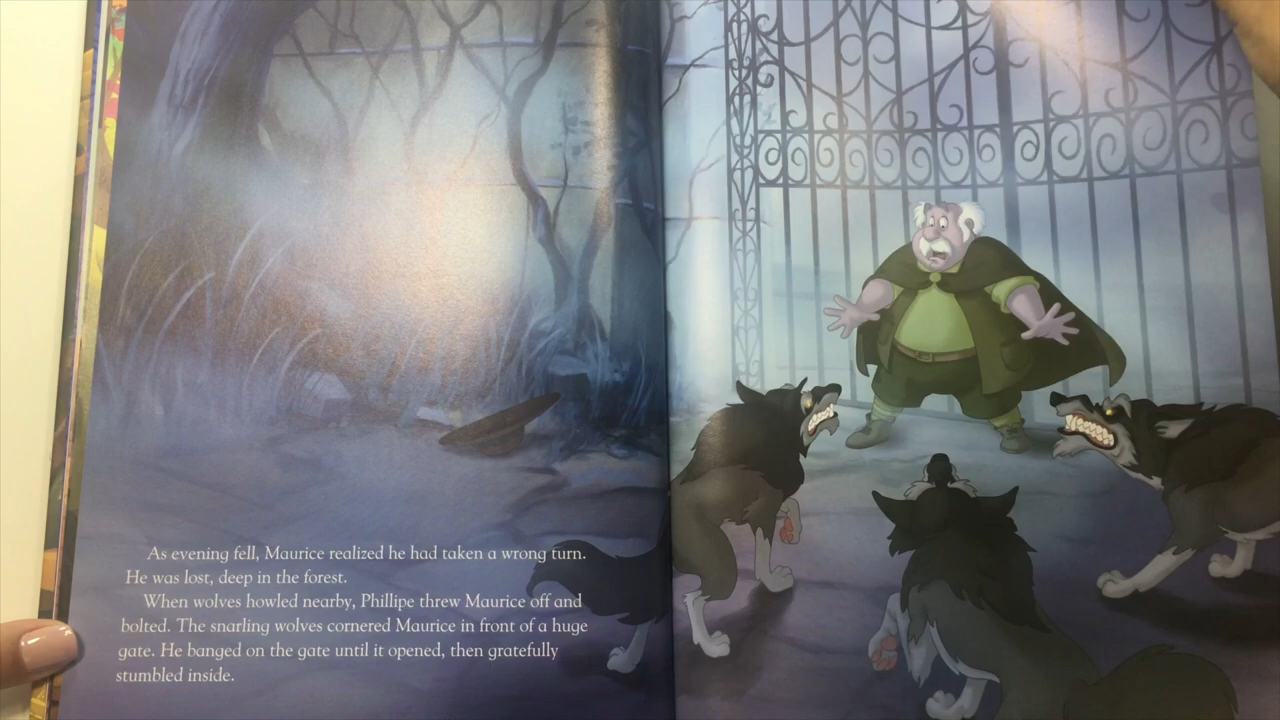 As evening fell, Maurice realized he had taken a wrong turn.
He was lost, deep in the forest.
When wolves howled nearby, Phillipe threw Maurice off and
bolted. The snarling wolves cornered Maurice in front of a huge
gate. He banged on the gate until it opened, then gratefully
stumbled inside.